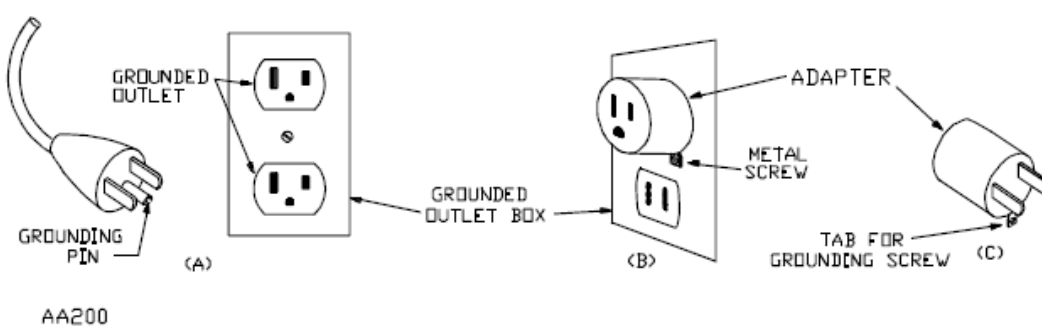 GROUNDED
OUTLET
GROUNDING
PIN
(A)
GROUNDED
OUTLET BOX
ADAPTER
METAL
SCREW
(B)
TAB FOR
GROUNDING SCREW
(C)
AA200